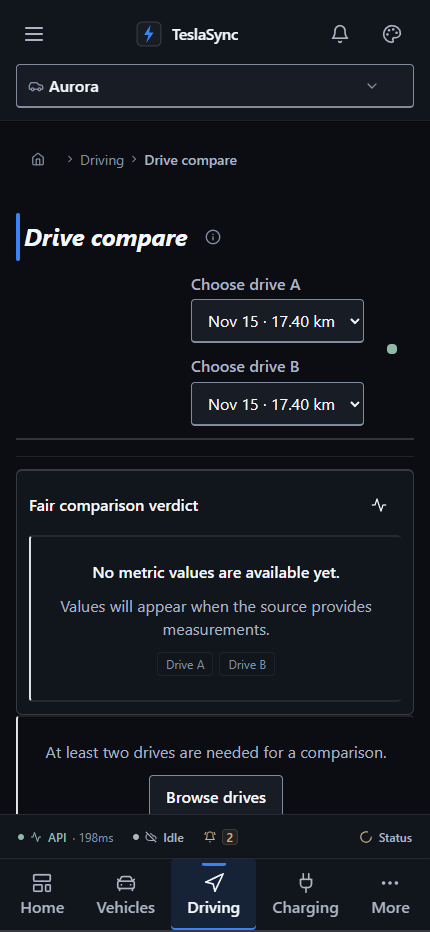 TeslaSync
Aurora
Driving
Drive compare
Drive compare
Choose drive A
Nov 15 · 17.40 km
Choose drive B
Nov 15 · 17.40 km
Fair comparison verdict
No metric values are available yet.
Values will appear when the source provides
measurements.
Drive A
Drive B
At least two drives are needed for a comparison.
Browse drives
API · 198ms
Idle
2
Status
Home
Vehicles
Driving
Charging
More